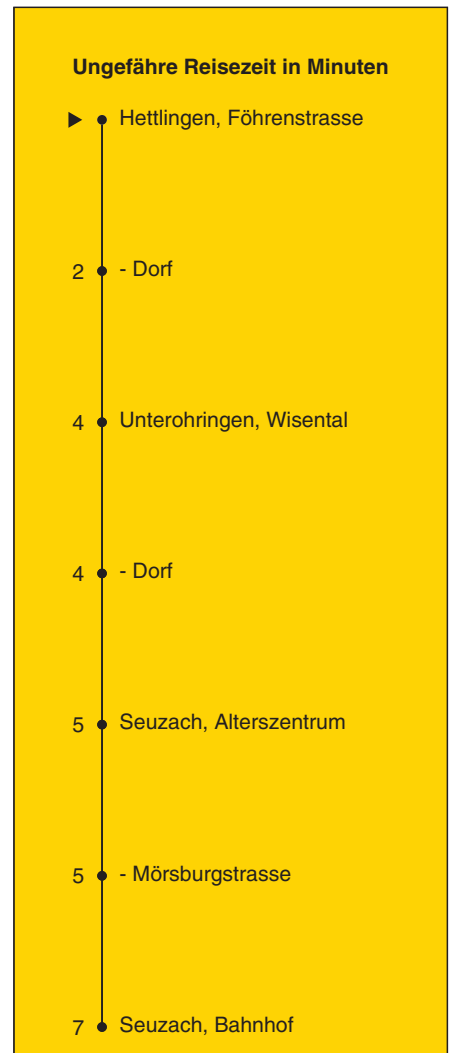 Ungefähre Reisezeit in Minuten
Hettlingen, Föhrenstrasse
2 - Dorf
4 Unterohringen, Wisental
4 - Dorf
5 Seuzach, Alterszentrum
5 - Mörsburgstrasse
7 Seuzach, Bahnhof